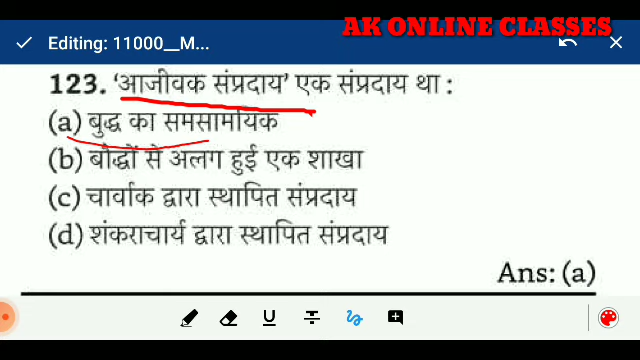 AK ONLINE CLASSES
Editing: 11000__M...
123. 'आजीवक संप्रदाय' एक संप्रदाय था :
(a) बुद्ध का समसामयिक
(b) बौद्धों से अलग हुई एक शाखा
(c) चार्वाक द्वारा स्थापित संप्रदाय
(d) शंकराचार्य द्वारा स्थापित संप्रदाय
Ans: (a)